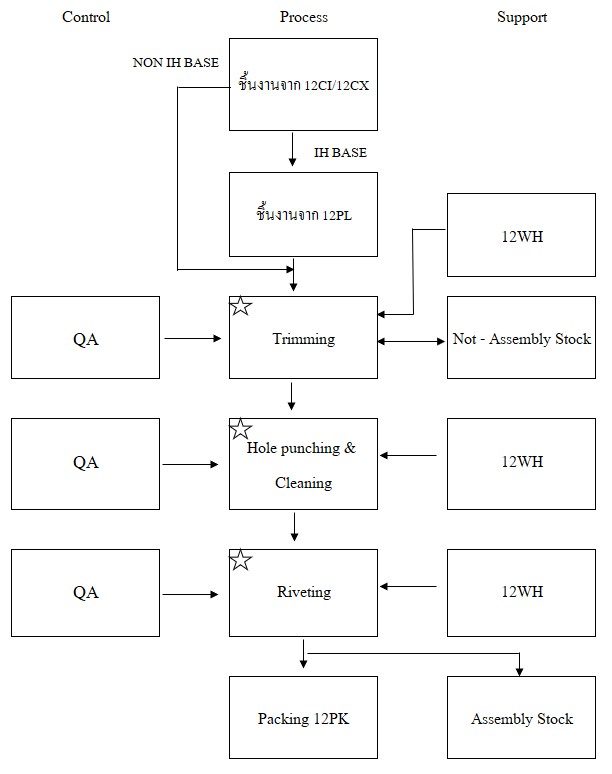 Control
Process
Support
NON IH BASE
ชิ้นงานจาก 12CI/12CX
IH BASE
ชิ้นงานจาก 12PL
12WH
QA
Trimming
Not - Assembly Stock
QA
Hole punching &
Cleaning
12WH
QA
Riveting
12WH
Packing 12PK
Assembly Stock